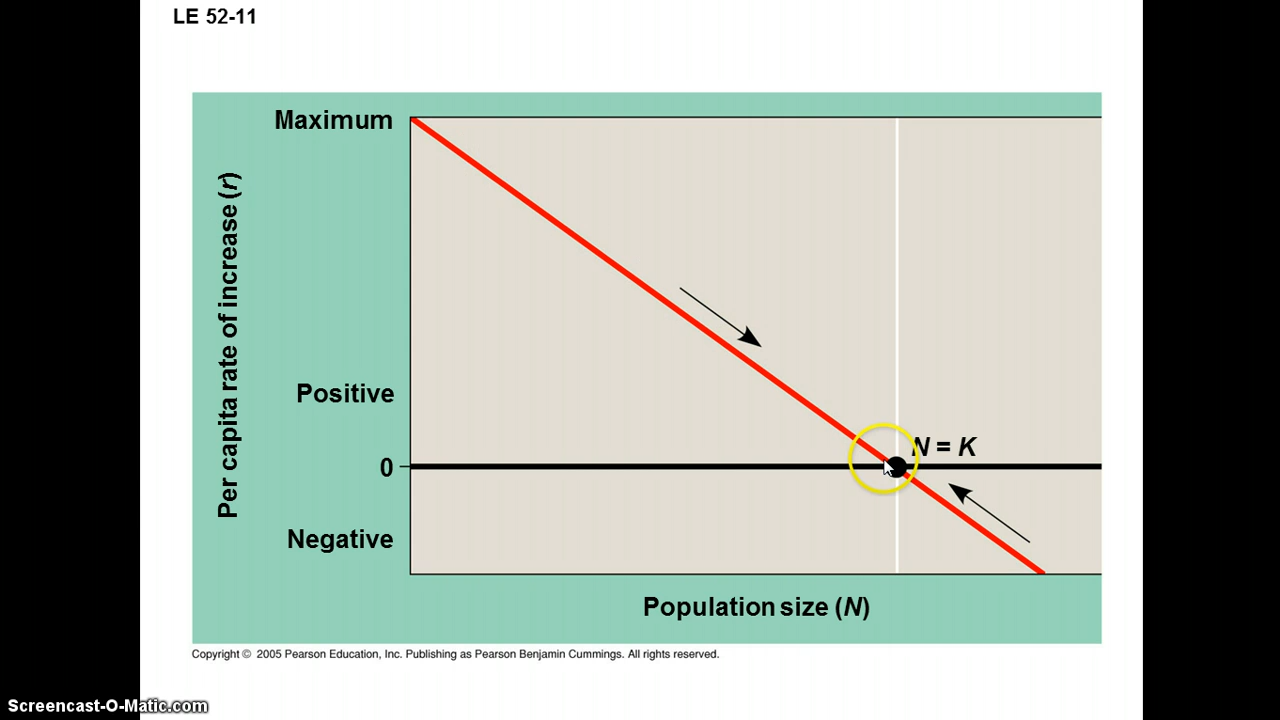 LE 52-11
Maximum
Per capita rate of increase (r)
Positive
N = K
0
Negative
Population size (N)
Copyright © 2005 Pearson Education, Inc. Publishing as Pearson Benjamin Cummings. All rights reserved.
Screencast-O-Matic.com